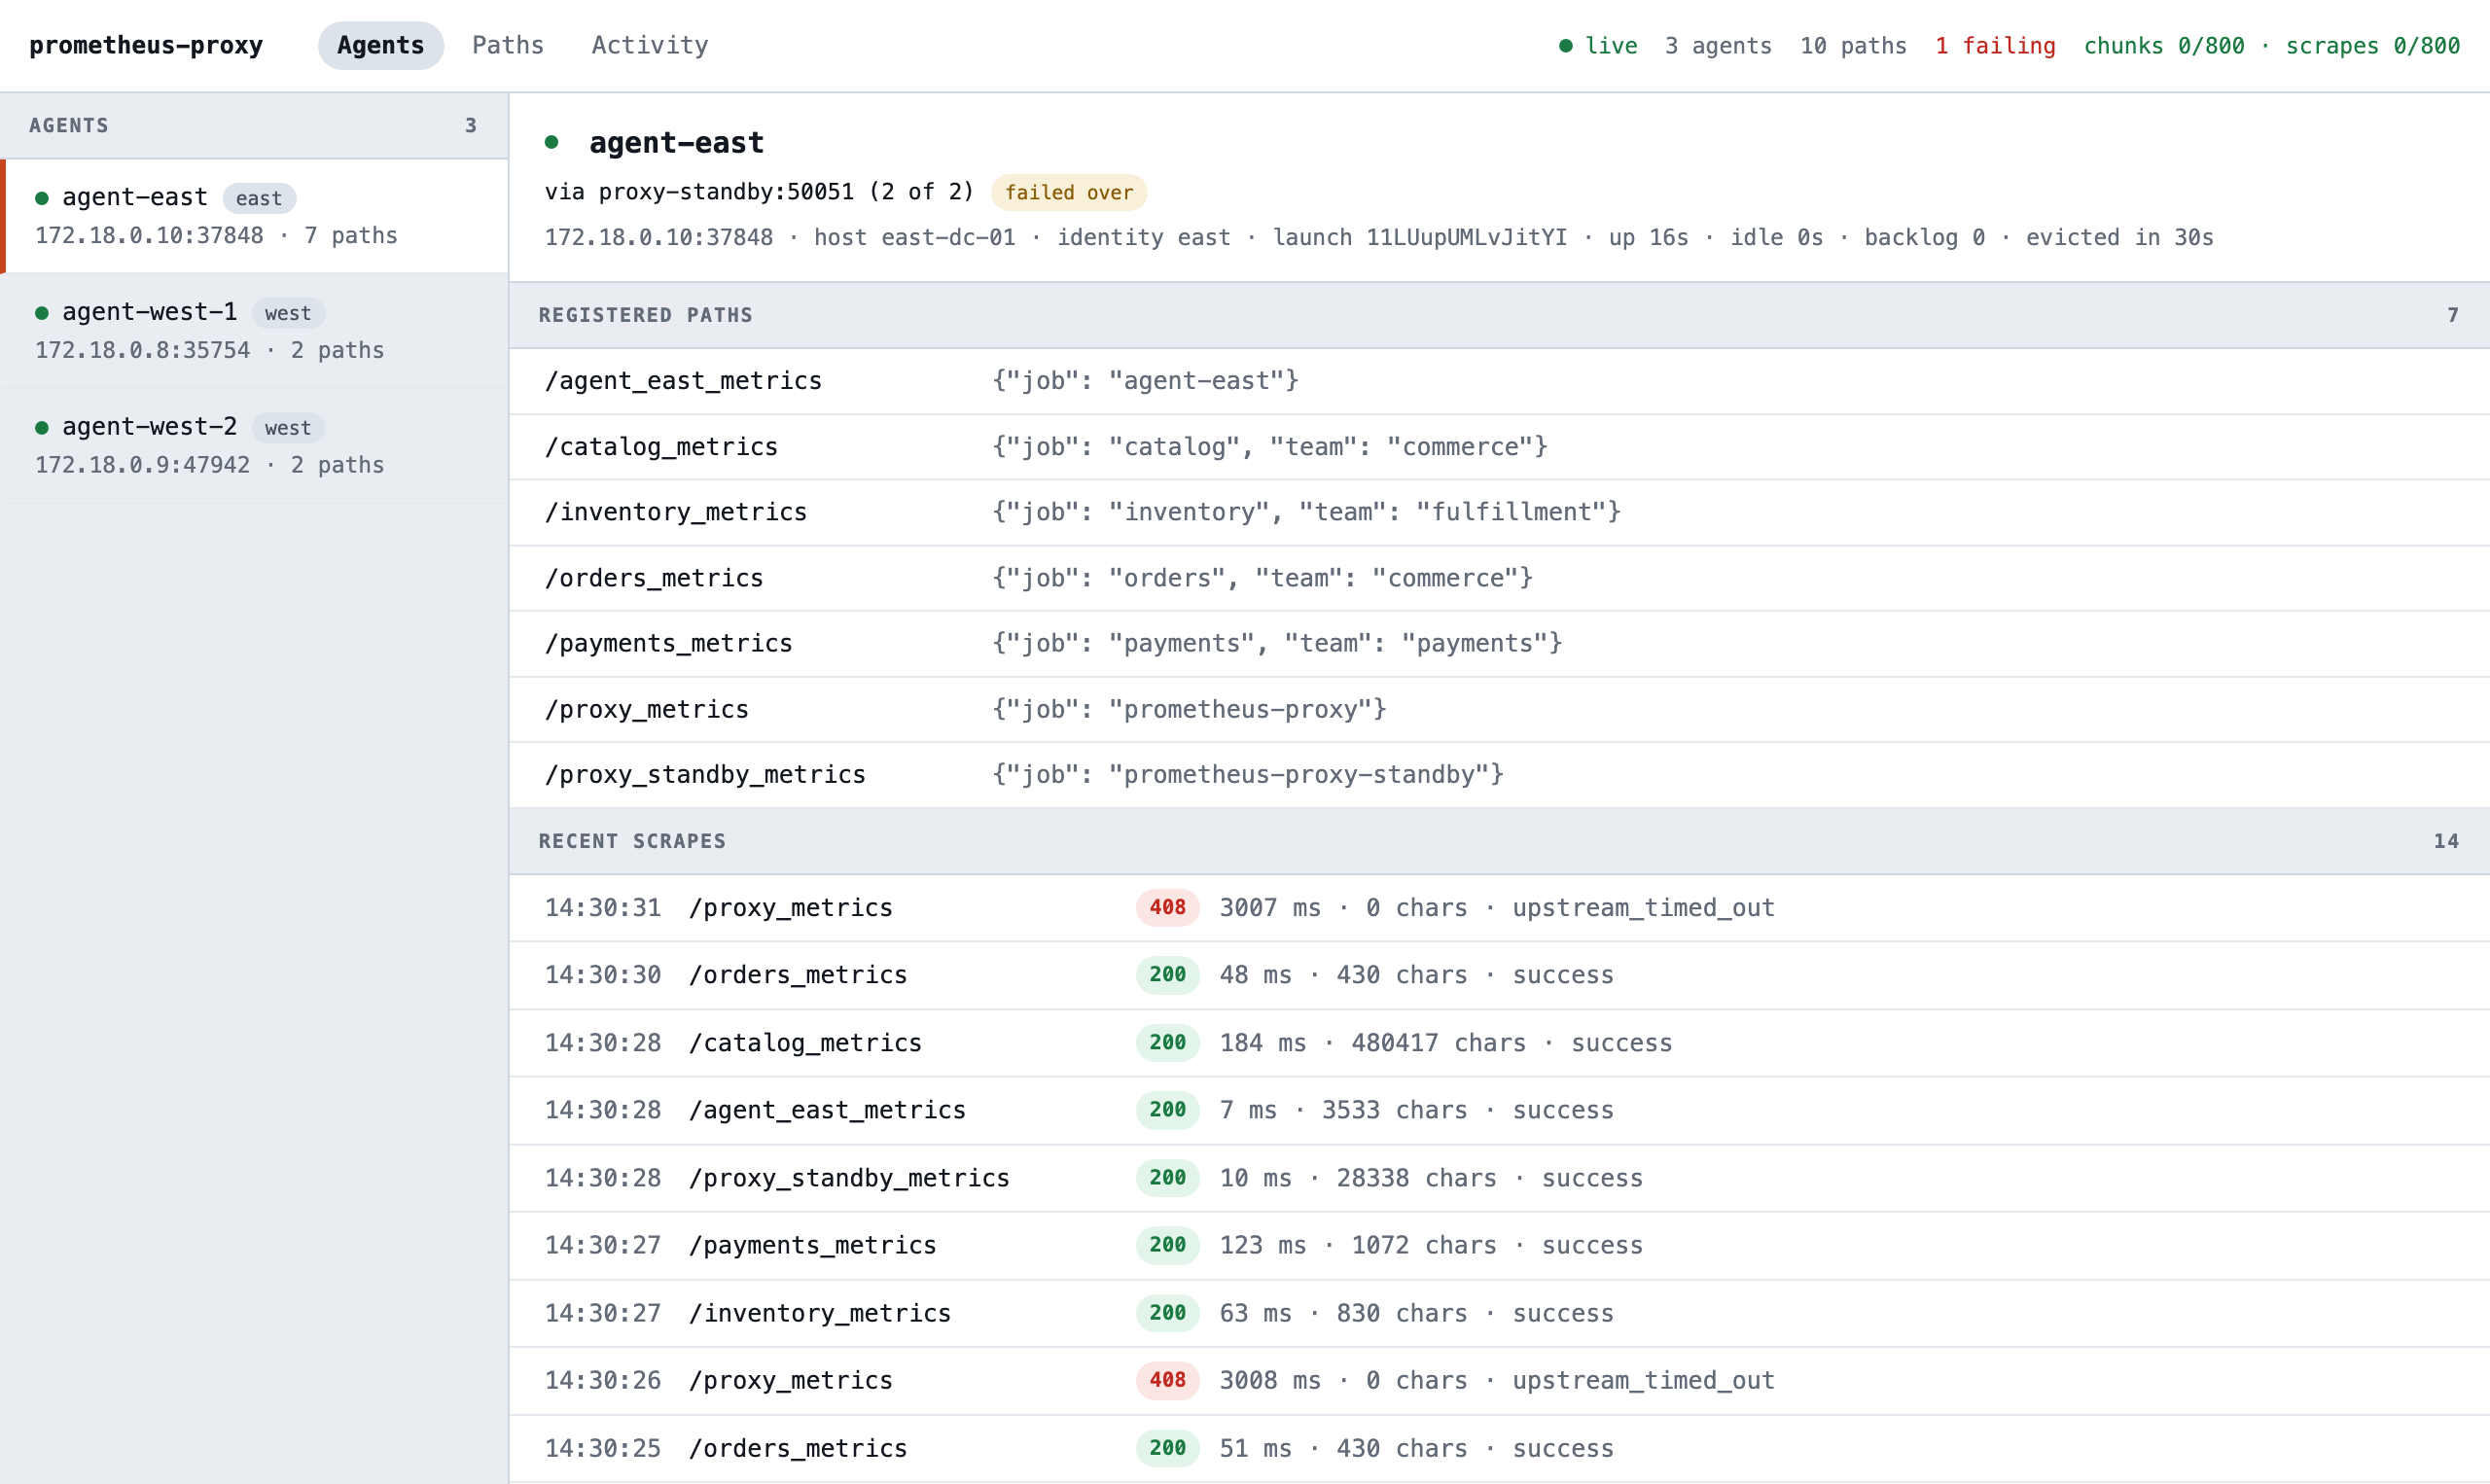 prometheus-proxy Agents Paths Activity live 3 agents 10 paths 1 failing chunks 0/800 · scrapes 0/800
AGENTS 3
agent-east east
172.18.0.10:37848 · 7 paths
agent-west-1 west
172.18.0.8:35754 · 2 paths
agent-west-2 west
172.18.0.9:47942 · 2 paths
agent-east
via proxy-standby:50051 (2 of 2) failed over
172.18.0.10:37848 · host east-dc-01 · identity east · launch 11LUupUMLvJitYI · up 16s · idle 0s · backlog 0 · evicted in 30s
REGISTERED PATHS 7
/agent_east_metrics {"job": "agent-east"}
/catalog_metrics {"job": "catalog", "team": "commerce"}
/inventory_metrics {"job": "inventory", "team": "fulfillment"}
/orders_metrics {"job": "orders", "team": "commerce"}
/payments_metrics {"job": "payments", "team": "payments"}
/proxy_metrics {"job": "prometheus-proxy"}
/proxy_standby_metrics {"job": "prometheus-proxy-standby"}
RECENT SCRAPES 14
14:30:31 /proxy_metrics 408 3007 ms · 0 chars · upstream_timed_out
14:30:30 /orders_metrics 200 48 ms · 430 chars · success
14:30:28 /catalog_metrics 200 184 ms · 480417 chars · success
14:30:28 /agent_east_metrics 200 7 ms · 3533 chars · success
14:30:28 /proxy_standby_metrics 200 10 ms · 28338 chars · success
14:30:27 /payments_metrics 200 123 ms · 1072 chars · success
14:30:27 /inventory_metrics 200 63 ms · 830 chars · success
14:30:26 /proxy_metrics 408 3008 ms · 0 chars · upstream_timed_out
14:30:25 /orders_metrics 200 51 ms · 430 chars · success